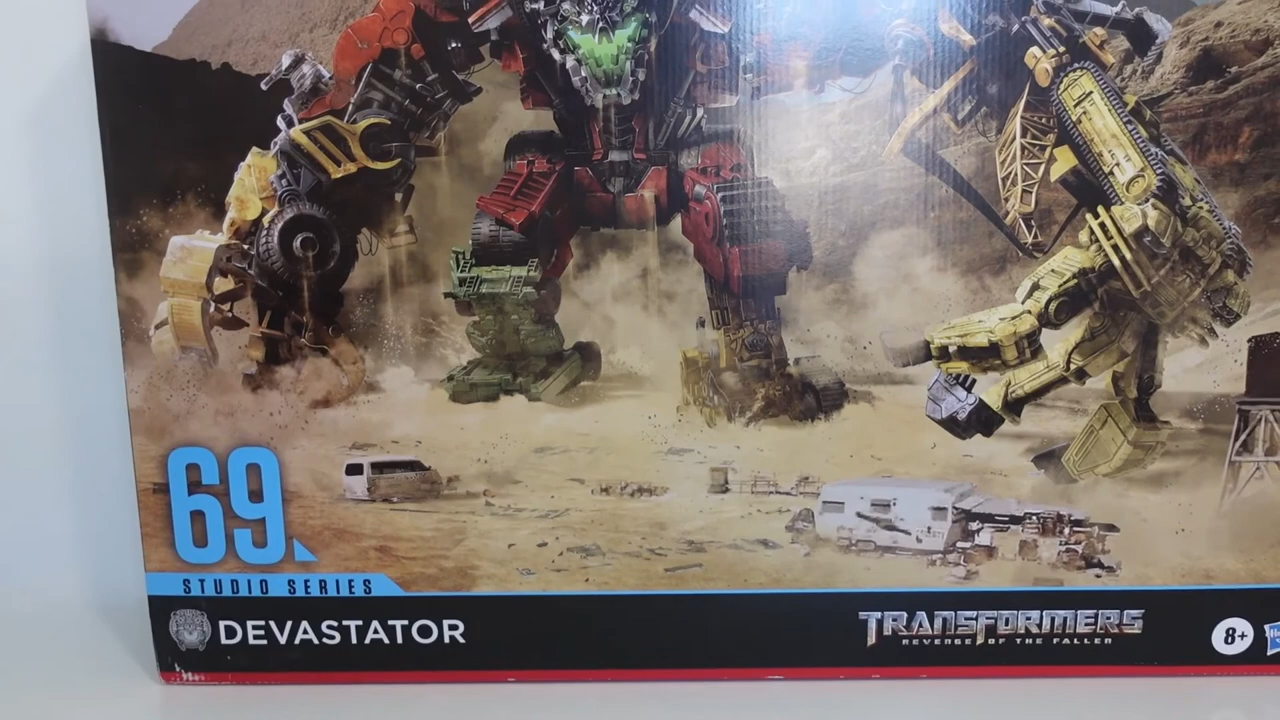 69
STUDIO SERIES
DEVASTATOR
TRANSFORMERS
REVENGE OF THE FALLEN
8+